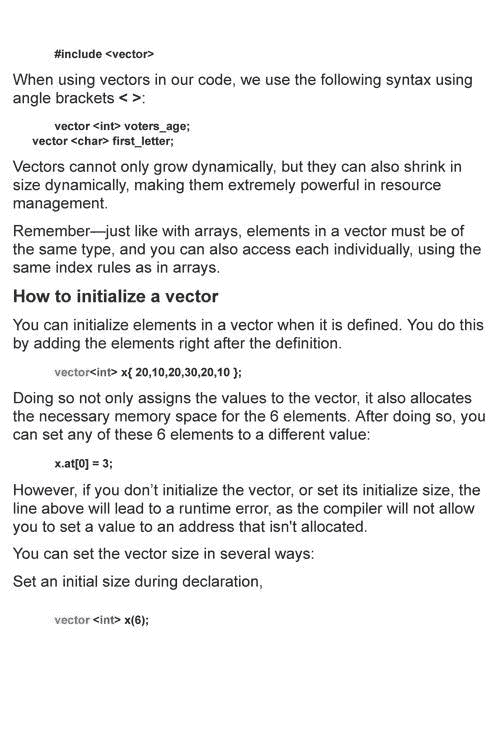 #include <vector>
When using vectors in our code, we use the following syntax using
angle brackets < >:
vector <int> voters_age;
vector <char> first_letter;
Vectors cannot only grow dynamically, but they can also shrink in
size dynamically, making them extremely powerful in resource
management.
Remember—just like with arrays, elements in a vector must be of
the same type, and you can also access each individually, using the
same index rules as in arrays.
How to initialize a vector
You can initialize elements in a vector when it is defined. You do this
by adding the elements right after the definition.
vector<int> x{ 20,10,20,30,20,10 };
Doing so not only assigns the values to the vector, it also allocates
the necessary memory space for the 6 elements. After doing so, you
can set any of these 6 elements to a different value:
x.at[0] = 3;
However, if you don’t initialize the vector, or set its initialize size, the
line above will lead to a runtime error, as the compiler will not allow
you to set a value to an address that isn't allocated.
You can set the vector size in several ways:
Set an initial size during declaration,
vector <int> x(6);